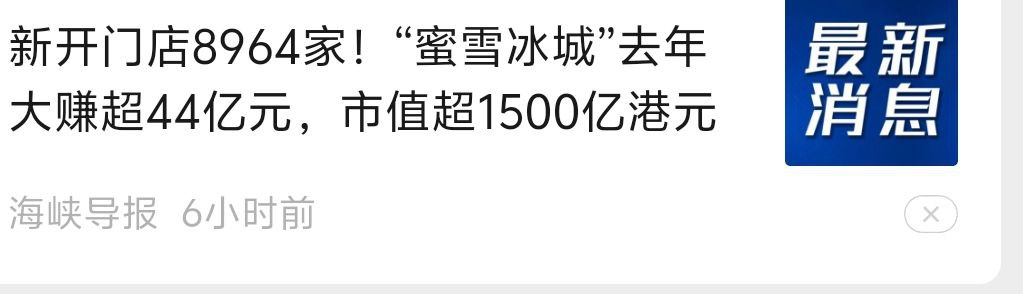 新开门店8964家！“蜜雪冰城”去年
大赚超44亿元，市值超1500亿港元
最新
消息
海峡导报 6小时前